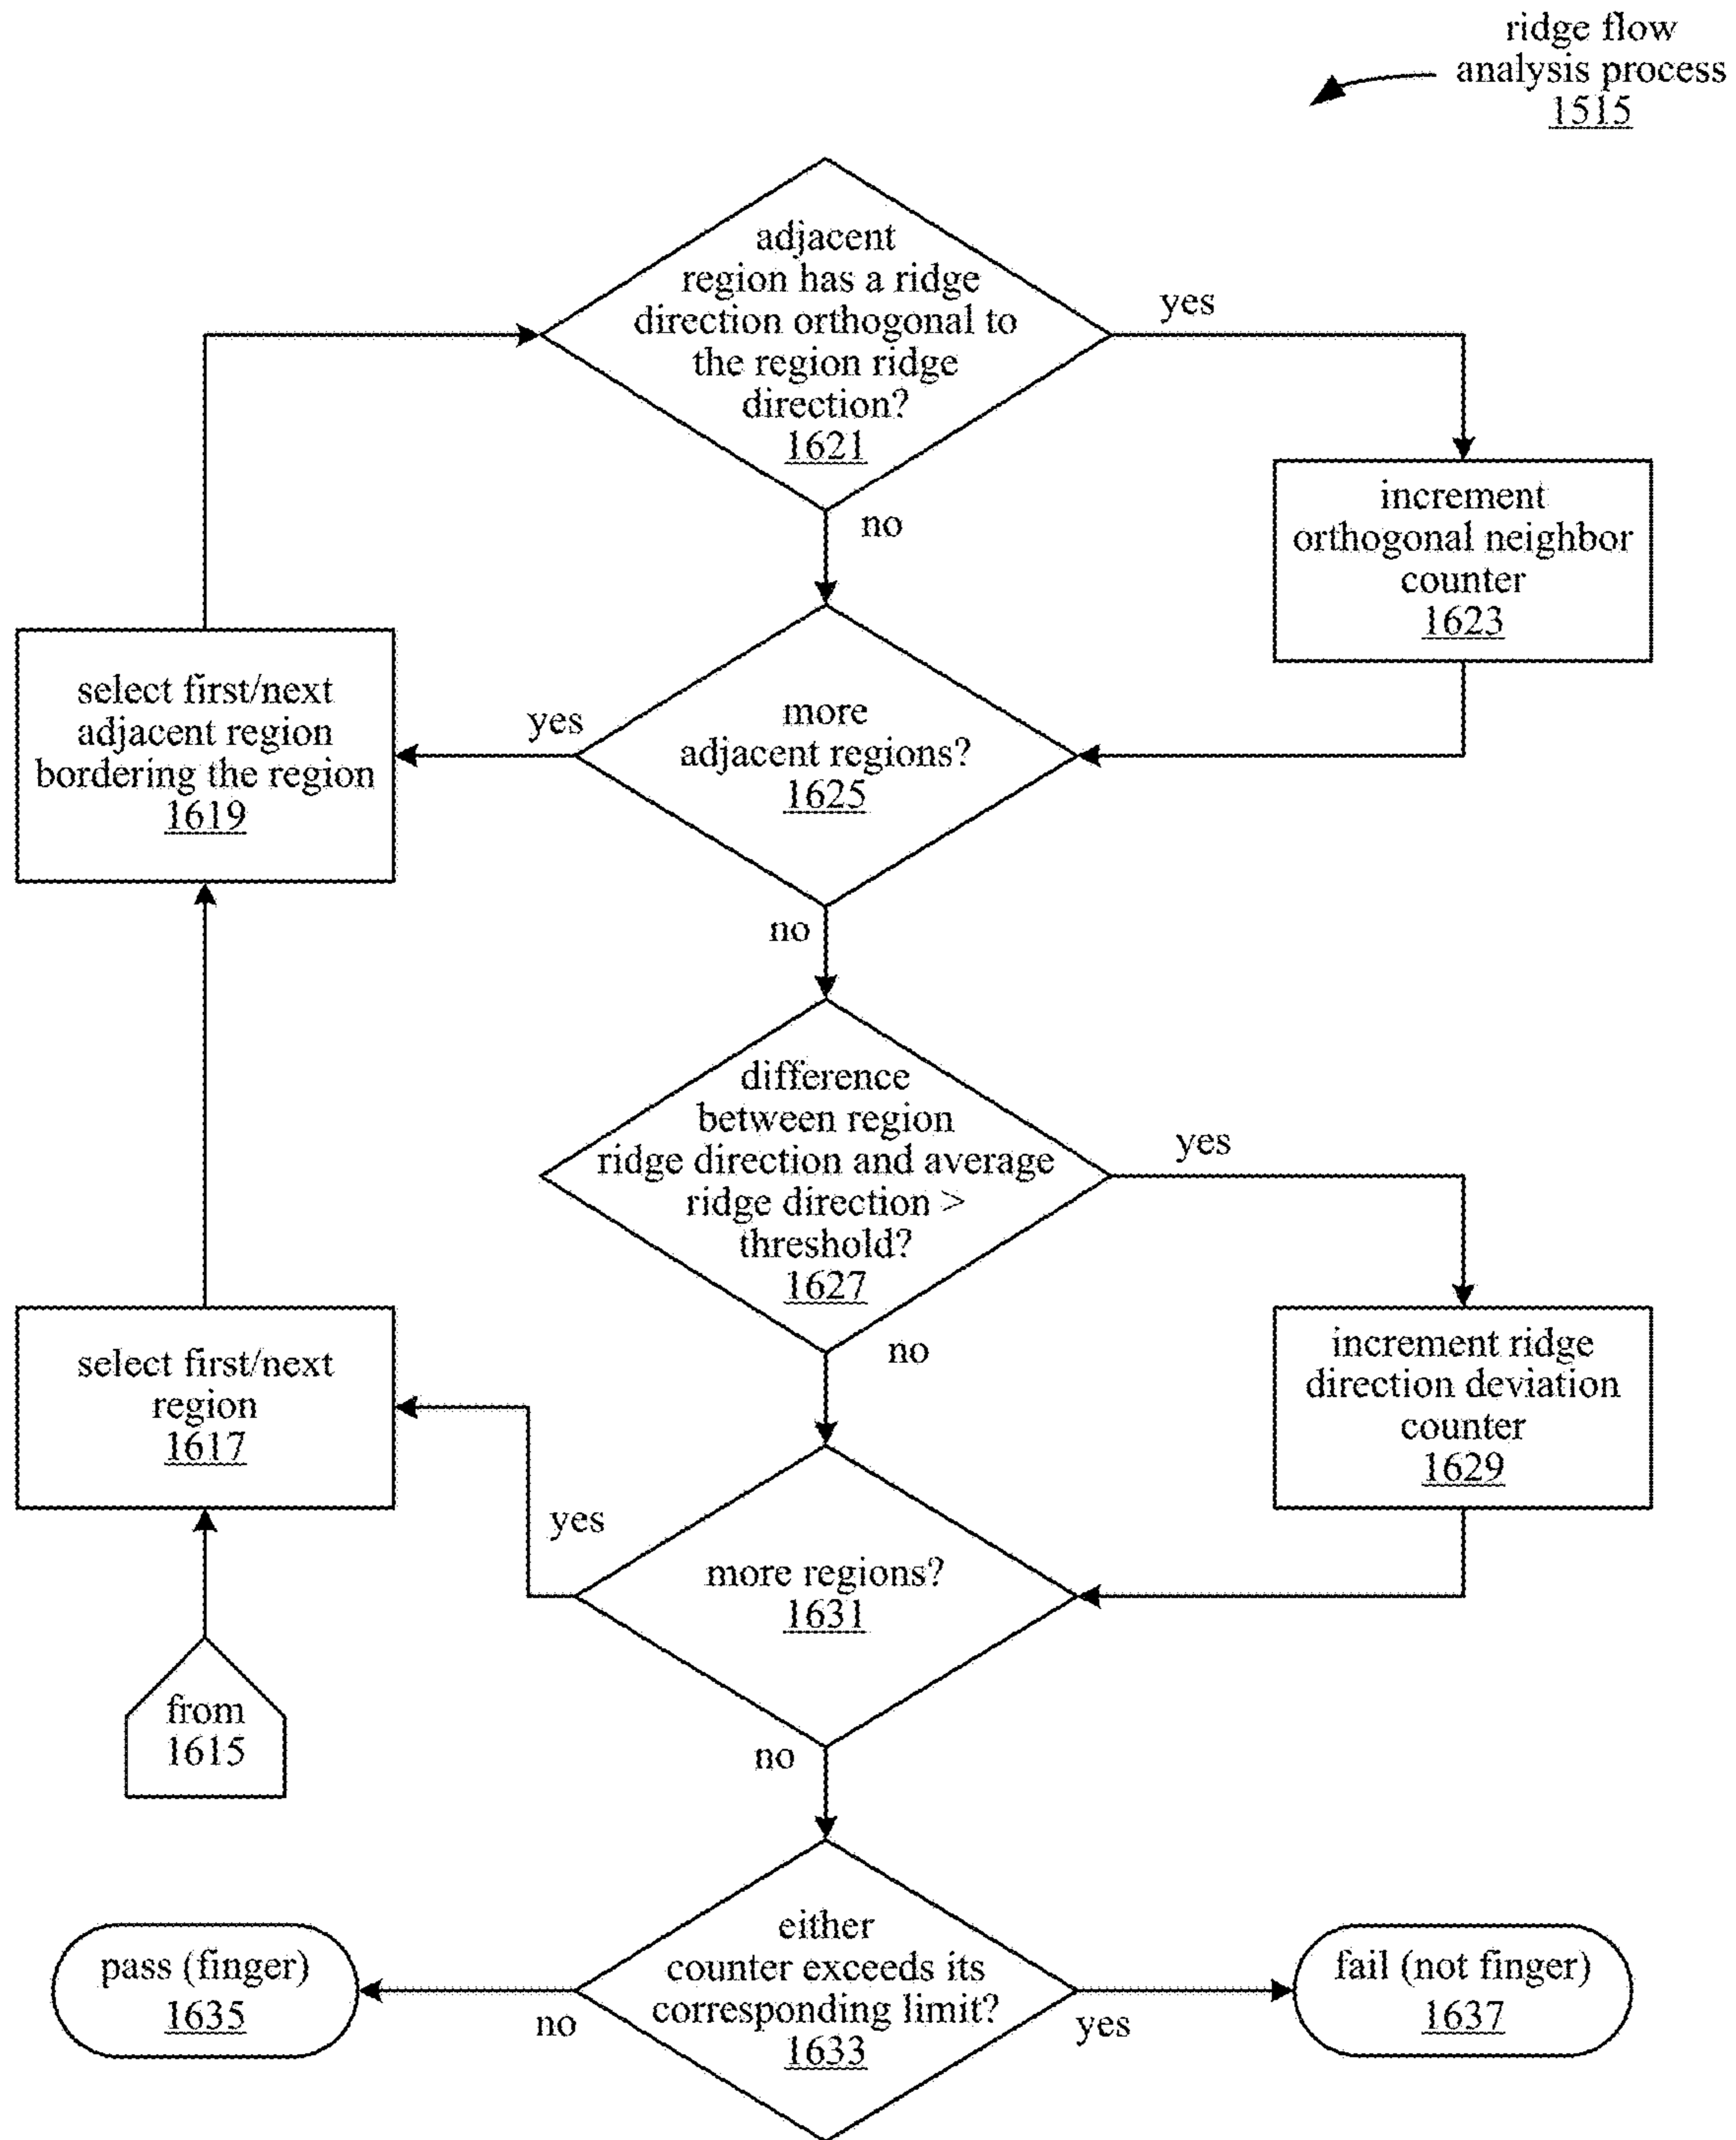 ridge flow
analysis process
1515
adjacent
region has a ridge
direction orthogonal to
the region ridge
direction?
1621
yes
no
increment
orthogonal neighbor
counter
1623
select first/next
adjacent region
bordering the region
1619
yes
more
adjacent regions?
1625
no
difference
between region
ridge direction and average
ridge direction >
threshold?
1627
yes
no
increment ridge
direction deviation
counter
1629
select first/next
region
1617
yes
more regions?
1631
from
1615
no
either
counter exceeds its
corresponding limit?
1633
pass (finger)
1635
no
yes
fail (not finger)
1637